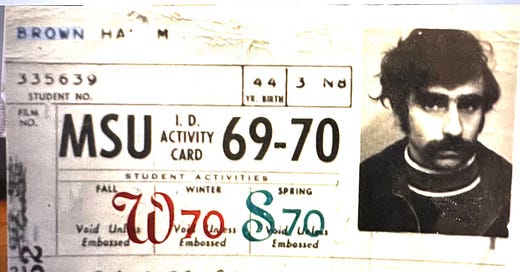 BROWN HA M
335639 44 3 N8
STUDENT NO. YR. BIRTH
FILM NO.
MSU I. D. ACTIVITY CARD 69-70
STUDENT ACTIVITIES
FALL WINTER SPRING
W70 S70
Void Unless Embossed Void Unless Embossed Void Unless Embossed